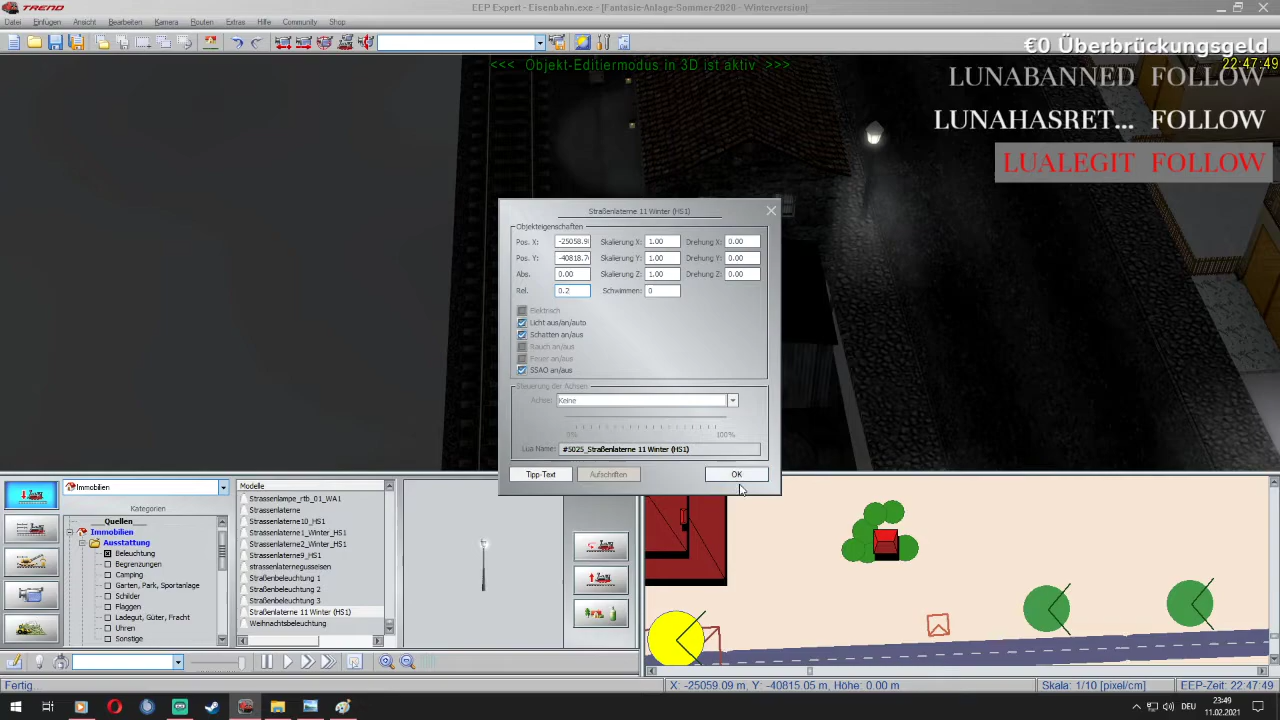 TREND
EEP Expert - Eisenbahn.exe - [Fantasie-Anlage-Sommer-2020 - Winterversion]
Datei Einfügen Ansicht Bearbeiten Kamera Routen Extras Hilfe Community Shop
<<< Objekt-Editiermodus in 3D ist aktiv >>>
€0 Überbrückungsgeld
22:47:49
LUNABANNED FOLLOW
LUNAHASRET... FOLLOW
LUALEGIT FOLLOW
Straßenlaterne 11 Winter (HS1)
Objekteigenschaften
Pos. X: -25058.9 Skalierung X: 1.00 Drehung X: 0.00
Pos. Y: -40818.7 Skalierung Y: 1.00 Drehung Y: 0.00
Abs. 0.00 Skalierung Z: 1.00 Drehung Z: 0.00
Rel. 0.2 Schwimmen: 0
Elektrisch
Licht aus/an/auto
Schatten an/aus
Rauch an/aus
Feuer an/aus
SSAO an/aus
Steuerung der Achsen
Achse: Keine
0% 100%
Lua Name: #5025_Straßenlaterne 11 Winter (HS1)
Tipp-Text Aufschriften OK
Immobilien
Kategorien
__Quellen:__
Immobilien
Ausstattung
Beleuchtung
Begrenzungen
Camping
Garten, Park, Sportanlage
Schilder
Flaggen
Ladegut, Güter, Fracht
Uhren
Sonstige
Modelle
Strassenlampe_rtb_01_WA1
Strassenlaterne
Strassenlaterne10_HS1
Strassenlaterne1_Winter_HS1
Strassenlaterne2_Winter_HS1
Strassenlaterne9_HS1
strassenlaternegusseisen
Straßenbeleuchtung 1
Straßenbeleuchtung 2
Straßenbeleuchtung 3
Straßenlaterne 11 Winter (HS1)
Weihnachtsbeleuchtung
Fertig.
X: -25059.09 m, Y: -40815.05 m, Höhe: 0.00 m
Skala: 1/10 [pixel/cm]
EEP-Zeit: 22:47:49
DEU
23:49
11.02.2021